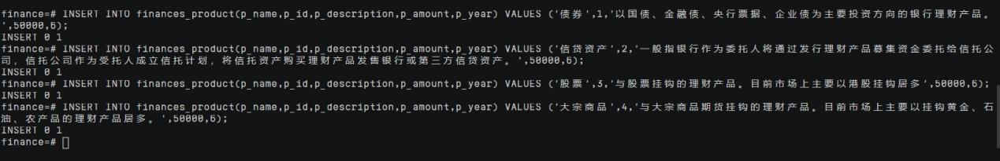 finance=# INSERT INTO finances_product(p_name,p_id,p_description,p_amount,p_year) VALUES ('债券',1,'以国债、金融债、央行票据、企业债为主要投资方向的银行理财产品。
',50000,6);
INSERT 0 1
finance=# INSERT INTO finances_product(p_name,p_id,p_description,p_amount,p_year) VALUES ('信贷资产',2,'一般指银行作为委托人将通过发行理财产品募集资金委托给信托公
司，信托公司作为受托人成立信托计划，将信托资产购买理财产品发售银行或第三方信贷资产。',50000,6);
INSERT 0 1
finance=# INSERT INTO finances_product(p_name,p_id,p_description,p_amount,p_year) VALUES ('股票',3,'与股票挂钩的理财产品。目前市场上主要以港股挂钩居多',50000,6);
INSERT 0 1
finance=# INSERT INTO finances_product(p_name,p_id,p_description,p_amount,p_year) VALUES ('大宗商品',4,'与大宗商品期货挂钩的理财产品。目前市场上主要以挂钩黄金、石
油、农产品的理财产品居多。',50000,6);
INSERT 0 1
finance=#